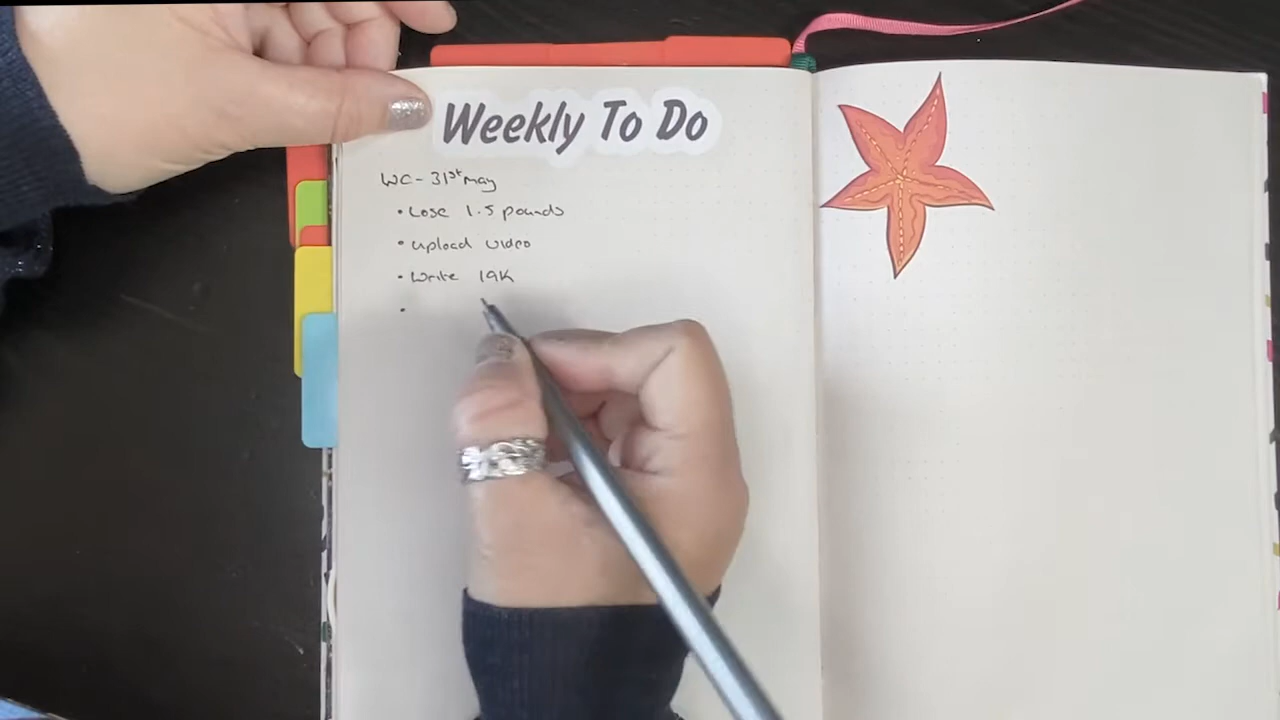 Weekly To Do
WC - 31st May
• Lose 1.5 pounds
• upload video
• Write 19K
•